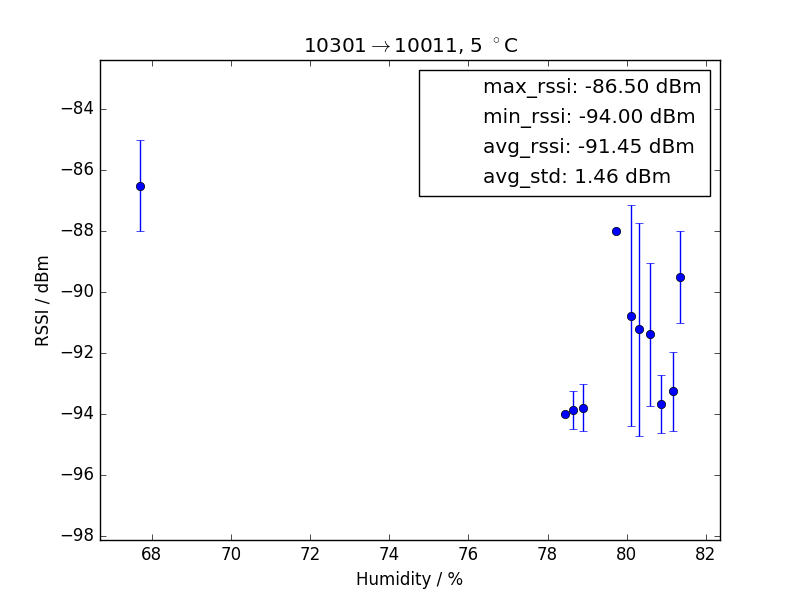 10301→10011, 5 °C
max_rssi: -86.50 dBm
min_rssi: -94.00 dBm
avg_rssi: -91.45 dBm
avg_std: 1.46 dBm
−84
−86
−88
−90
−92
−94
−96
−98
RSSI / dBm
68 70 72 74 76 78 80 82
Humidity / %